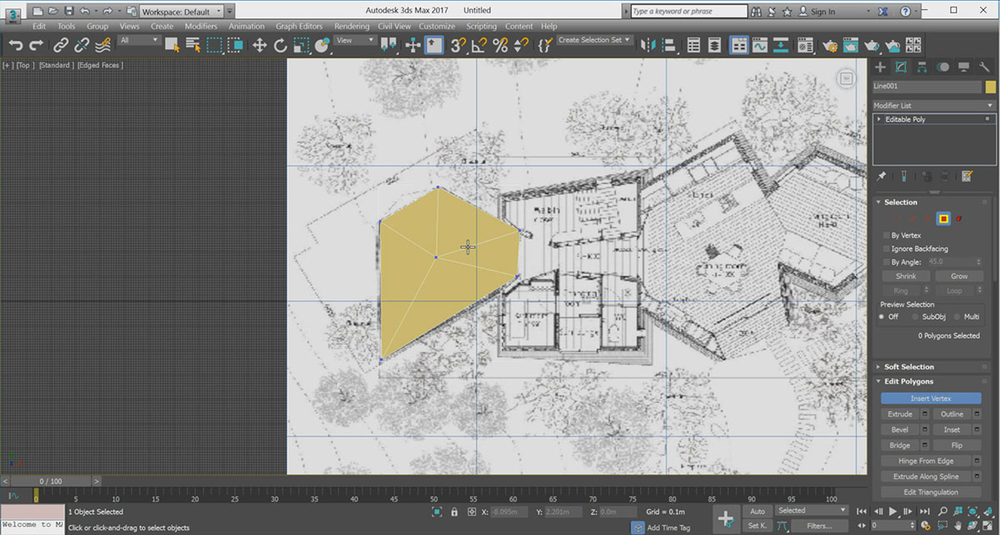 3
MAX
Workspace: Default
Autodesk 3ds Max 2017 Untitled
Type a keyword or phrase
Sign In
Edit Tools Group Views Create Modifiers Animation Graph Editors Rendering Civil View Customize Scripting Content Help
All
View
3
Create Selection Set
[+] [Top] [Standard] [Edged Faces]
Line001
Modifier List
Editable Poly
Selection
By Vertex
Ignore Backfacing
By Angle: 45.0
Shrink Grow
Ring Loop
Preview Selection
Off SubObj Multi
0 Polygons Selected
Soft Selection
Edit Polygons
Insert Vertex
Extrude Outline
Bevel Inset
Bridge Flip
Hinge From Edge
Extrude Along Spline
Edit Triangulation
< 0 / 100 >
0 5 10 15 20 25 30 35 40 45 50 55 60 65 70 75 80 85 90 95 100
1 Object Selected
X: -8.095m Y: 2.201m Z: 0.0m Grid = 0.1m
Auto Selected
Welcome to M
Click or click-and-drag to select objects
Add Time Tag
Set K. Filters...
0